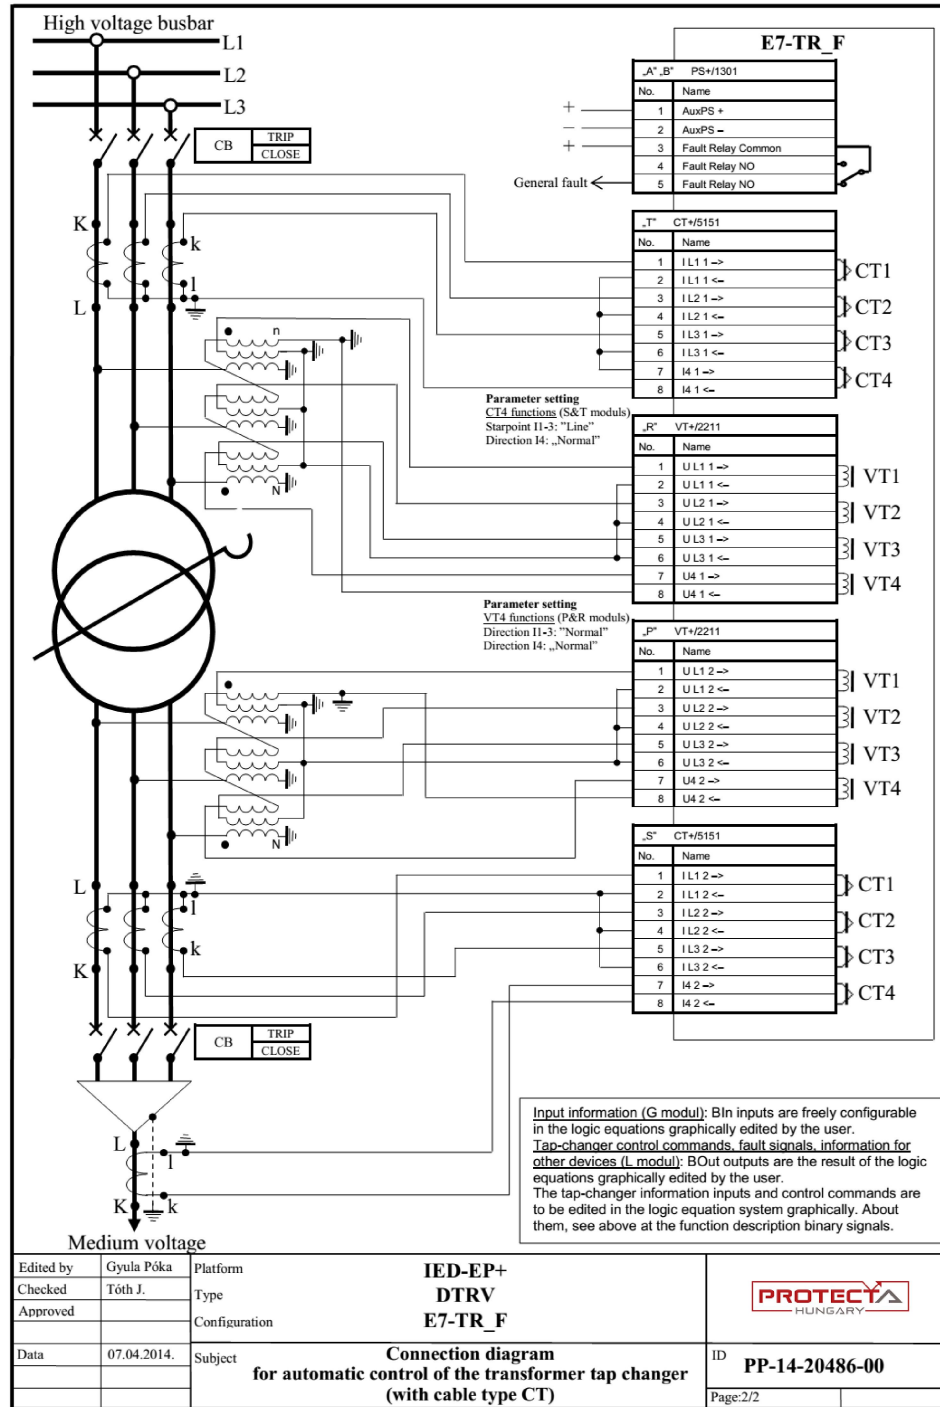 High voltage busbar
L1
L2
L3
CB
TRIP
CLOSE
K
k
L
l
n
N
E7-TR_F
„A" „B" PS+/1301
No. Name
1 AuxPS +
2 AuxPS –
3 Fault Relay Common
4 Fault Relay NO
5 Fault Relay NO
+
–
+
General fault
„T" CT+/5151
No. Name
1 I L1 1 –>
2 I L1 1 <–
3 I L2 1 –>
4 I L2 1 <–
5 I L3 1 –>
6 I L3 1 <–
7 I4 1 –>
8 I4 1 <–
CT1
CT2
CT3
CT4
Parameter setting
CT4 functions (S&T moduls)
Starpoint I1-3: "Line"
Direction I4: „Normal"
„R" VT+/2211
No. Name
1 U L1 1 –>
2 U L1 1 <–
3 U L2 1 –>
4 U L2 1 <–
5 U L3 1 –>
6 U L3 1 <–
7 U4 1 –>
8 U4 1 <–
VT1
VT2
VT3
VT4
Parameter setting
VT4 functions (P&R moduls)
Direction I1-3: "Normal"
Direction I4: „Normal"
„P" VT+/2211
No. Name
1 U L1 2 –>
2 U L1 2 <–
3 U L2 2 –>
4 U L2 2 <–
5 U L3 2 –>
6 U L3 2 <–
7 U4 2 –>
8 U4 2 <–
VT1
VT2
VT3
VT4
N
„S" CT+/5151
No. Name
1 I L1 2 –>
2 I L1 2 <–
3 I L2 2 –>
4 I L2 2 <–
5 I L3 2 –>
6 I L3 2 <–
7 I4 2 –>
8 I4 2 <–
CT1
CT2
CT3
CT4
L
l
K
k
CB
TRIP
CLOSE
L
l
K
k
Medium voltage
Input information (G modul): BIn inputs are freely configurable
in the logic equations graphically edited by the user.
Tap-changer control commands, fault signals, information for
other devices (L modul): BOut outputs are the result of the logic
equations graphically edited by the user.
The tap-changer information inputs and control commands are
to be edited in the logic equation system graphically. About
them, see above at the function description binary signals.
Edited by Gyula Póka
Checked Tóth J.
Approved
Data 07.04.2014.
Platform IED-EP+
Type DTRV
Configuration E7-TR_F
Subject Connection diagram
for automatic control of the transformer tap changer
(with cable type CT)
PROTECTA
HUNGARY
ID PP-14-20486-00
Page:2/2